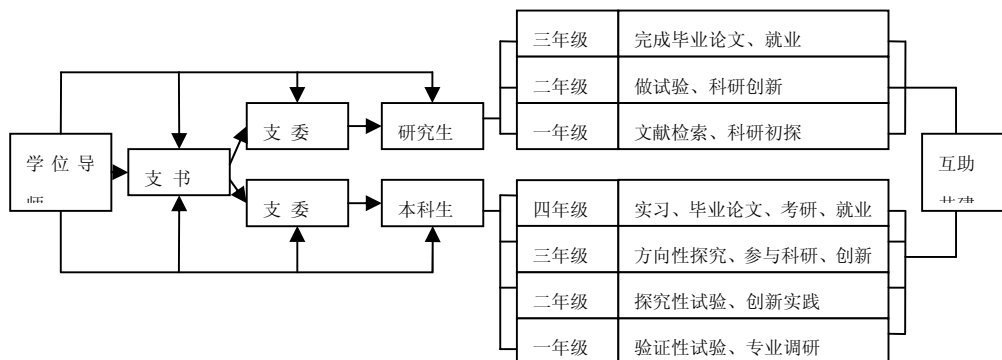 三年级 完成毕业论文、就业
二年级 做试验、科研创新
一年级 文献检索、科研初探
学位导
师
支书
支委
研究生
支委
本科生
四年级 实习、毕业论文、考研、就业
三年级 方向性探究、参与科研、创新
二年级 探究性试验、创新实践
一年级 验证性试验、专业调研
互助
共建